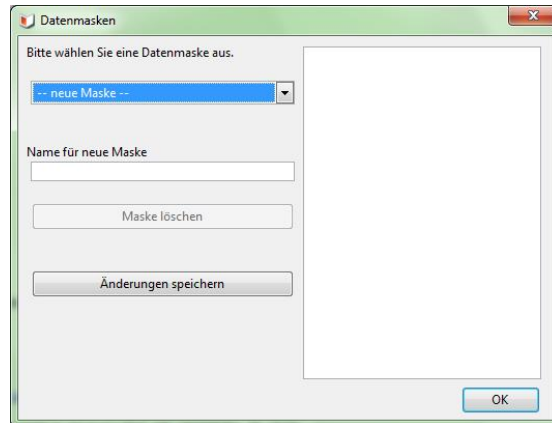 Datenmasken
Bitte wählen Sie eine Datenmaske aus.
-- neue Maske --
Name für neue Maske
Maske löschen
Änderungen speichern
OK